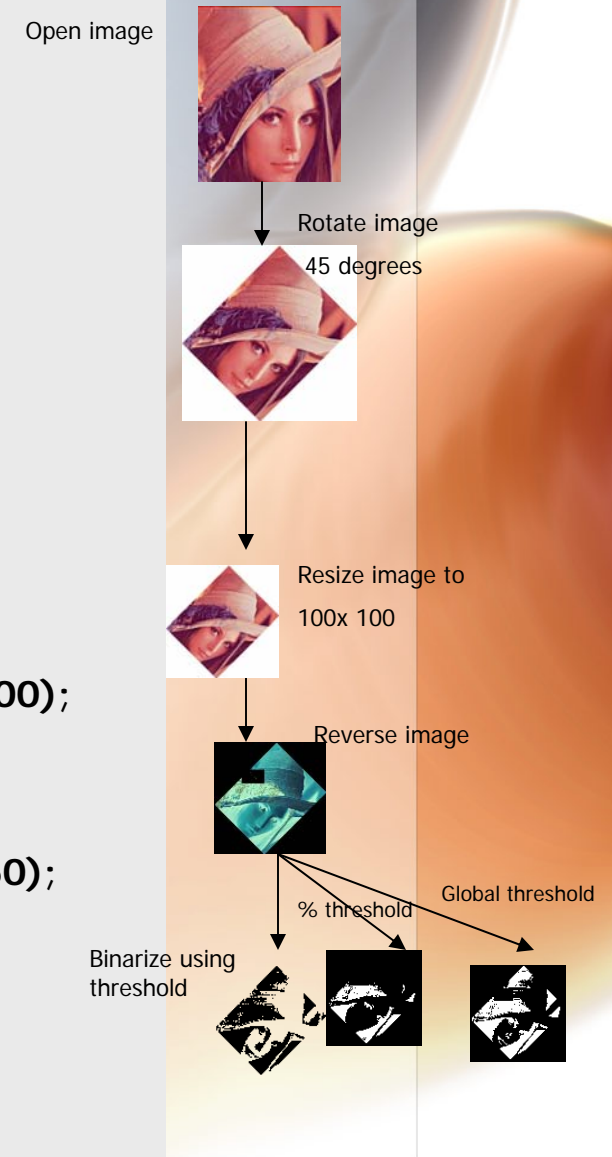 Open image
Rotate image
45 degrees
Resize image to
100x 100
00);
Reverse image
0);
Global threshold
% threshold
Binarize using
threshold